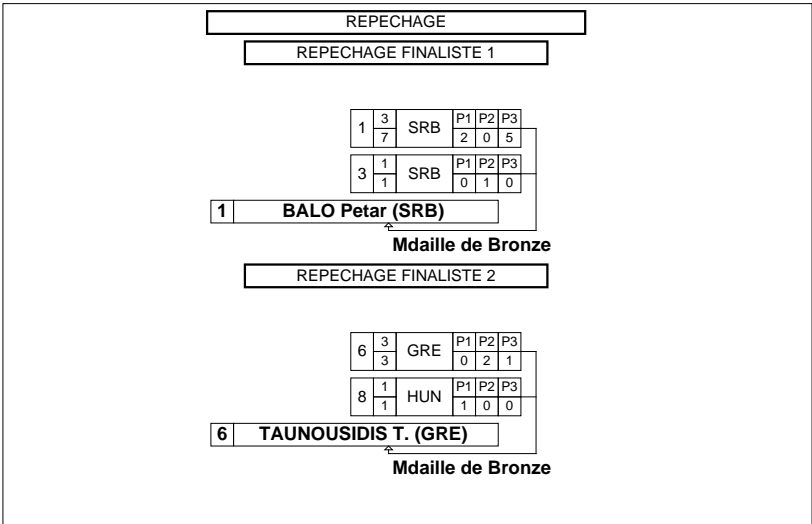 REPECHAGE
REPECHAGE FINALISTE 1
1 3 SRB P1 P2 P3
7 2 0 5
3 1 SRB P1 P2 P3
1 0 1 0
1 BALO Petar (SRB)
Mdaille de Bronze
REPECHAGE FINALISTE 2
6 3 GRE P1 P2 P3
3 0 2 1
8 1 HUN P1 P2 P3
1 1 0 0
6 TAUNOUSIDIS T. (GRE)
Mdaille de Bronze